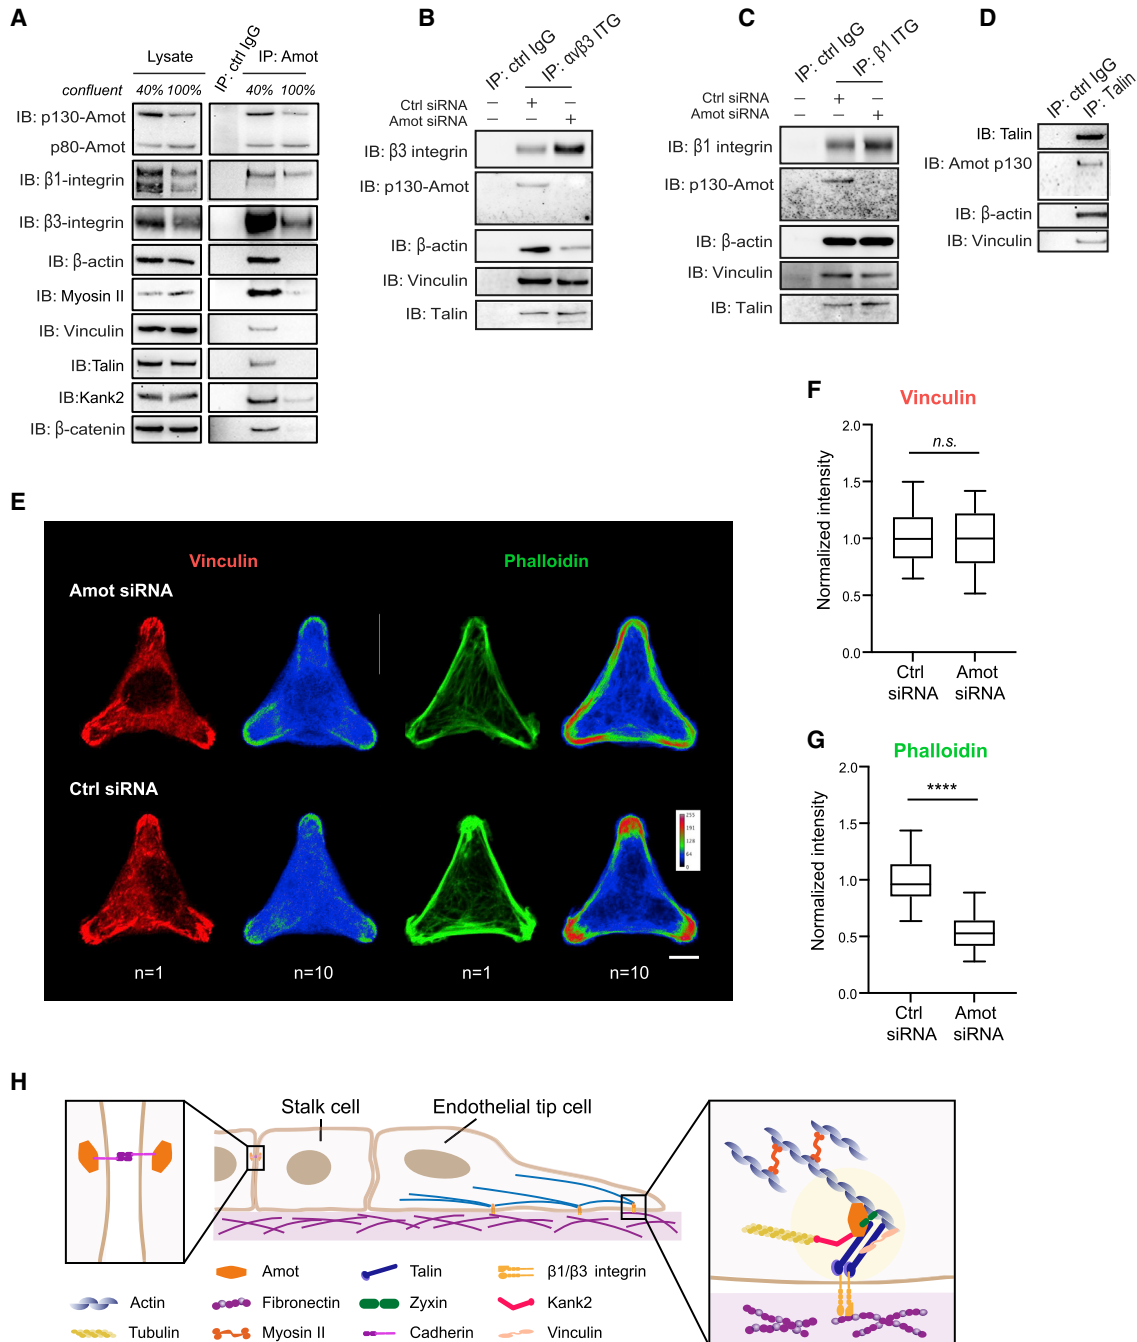 A
Lysate
IP: ctrl IgG
IP: Amot
confluent
40% 100%
40% 100%
IB: p130-Amot
p80-Amot
IB: β1-integrin
IB: β3-integrin
IB: β-actin
IB: Myosin II
IB: Vinculin
IB:Talin
IB:Kank2
IB: β-catenin
B
IP: ctrl IgG
IP: αvβ3 ITG
Ctrl siRNA – + –
Amot siRNA – – +
IB: β3 integrin
IB: p130-Amot
IB: β-actin
IB: Vinculin
IB: Talin
C
IP: ctrl IgG
IP: β1 ITG
Ctrl siRNA – + –
Amot siRNA – – +
IB: β1 integrin
IB: p130-Amot
IB: β-actin
IB: Vinculin
IB: Talin
D
IP: ctrl IgG
IP: Talin
IB: Talin
IB: Amot p130
IB: β-actin
IB: Vinculin
E
Vinculin
Phalloidin
Amot siRNA
Ctrl siRNA
255
191
128
64
0
n=1
n=10
n=1
n=10
F
Vinculin
Normalized intensity
2.0
1.5
1.0
0.5
0.0
n.s.
Ctrl siRNA
Amot siRNA
G
Phalloidin
Normalized intensity
2.0
1.5
1.0
0.5
0.0
****
Ctrl siRNA
Amot siRNA
H
Stalk cell
Endothelial tip cell
Amot
Talin
β1/β3 integrin
Actin
Fibronectin
Zyxin
Kank2
Tubulin
Myosin II
Cadherin
Vinculin